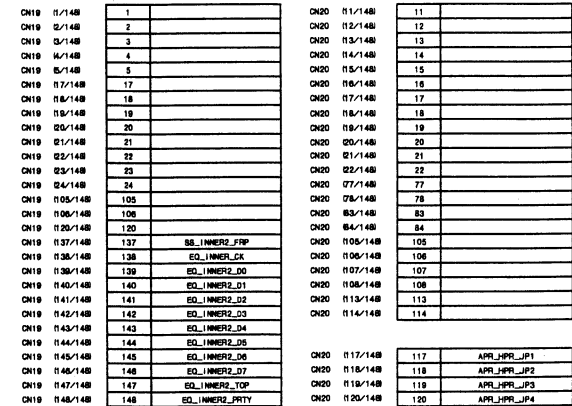 CN19 (1/148) 1
CN19 (2/148) 2
CN19 (3/148) 3
CN19 (4/148) 4
CN19 (5/148) 5
CN19 (17/148) 17
CN19 (18/148) 18
CN19 (19/148) 19
CN19 (20/148) 20
CN19 (21/148) 21
CN19 (22/148) 22
CN19 (23/148) 23
CN19 (24/148) 24
CN19 (105/148) 105
CN19 (106/148) 106
CN19 (120/148) 120
CN19 (137/148) 137 SB_INNER2_FRP
CN19 (138/148) 138 EQ_INNER_CK
CN19 (139/148) 139 EQ_INNER2_D0
CN19 (140/148) 140 EQ_INNER2_D1
CN19 (141/148) 141 EQ_INNER2_D2
CN19 (142/148) 142 EQ_INNER2_D3
CN19 (143/148) 143 EQ_INNER2_D4
CN19 (144/148) 144 EQ_INNER2_D5
CN19 (145/148) 145 EQ_INNER2_D6
CN19 (146/148) 146 EQ_INNER2_D7
CN19 (147/148) 147 EQ_INNER2_TOP
CN19 (148/148) 148 EQ_INNER2_PRTY
CN20 (11/148) 11
CN20 (12/148) 12
CN20 (13/148) 13
CN20 (14/148) 14
CN20 (15/148) 15
CN20 (16/148) 16
CN20 (17/148) 17
CN20 (18/148) 18
CN20 (19/148) 19
CN20 (20/148) 20
CN20 (21/148) 21
CN20 (22/148) 22
CN20 (77/148) 77
CN20 (78/148) 78
CN20 (83/148) 83
CN20 (84/148) 84
CN20 (105/148) 105
CN20 (106/148) 106
CN20 (107/148) 107
CN20 (108/148) 108
CN20 (113/148) 113
CN20 (114/148) 114
CN20 (117/148) 117 APR_HPR_JP1
CN20 (118/148) 118 APR_HPR_JP2
CN20 (119/148) 119 APR_HPR_JP3
CN20 (120/148) 120 APR_HPR_JP4